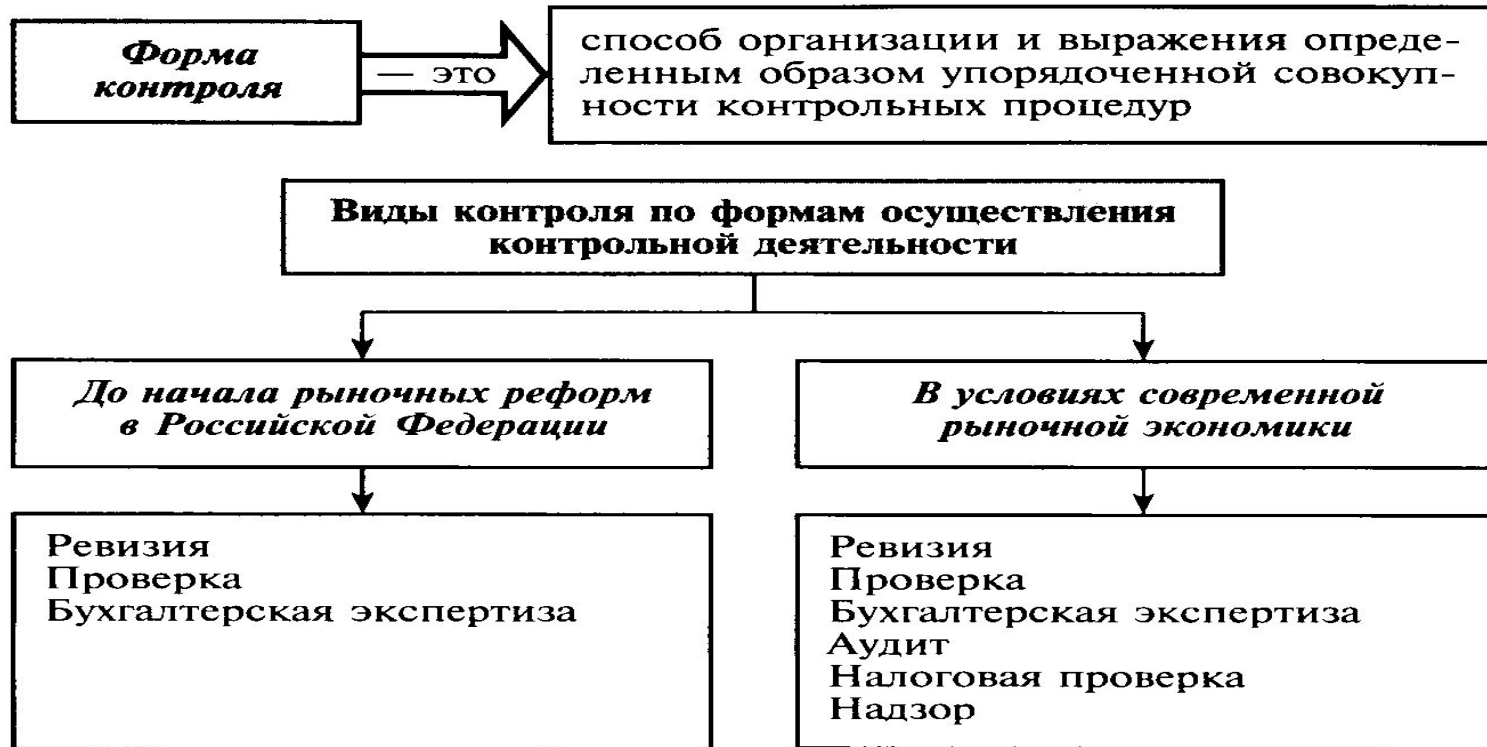 Форма
контроля
— это
способ организации и выражения опреде-
ленным образом упорядоченной совокуп-
ности контрольных процедур
Виды контроля по формам осуществления
контрольной деятельности
До начала рыночных реформ
в Российской Федерации
В условиях современной
рыночной экономики
Ревизия
Проверка
Бухгалтерская экспертиза
Ревизия
Проверка
Бухгалтерская экспертиза
Аудит
Налоговая проверка
Надзор